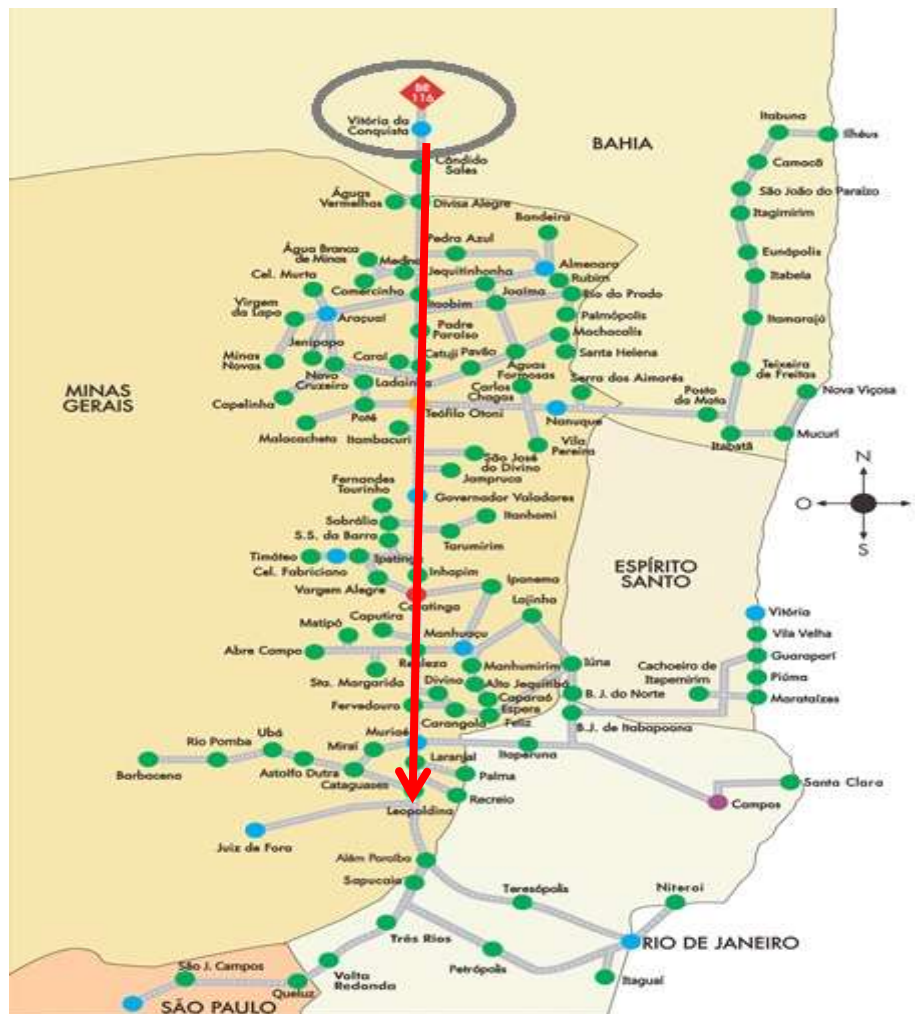 BR
116
Vitória da
Conquista
BAHIA
Itabuna
Ilhéus
Cândido
Sales
Camacã
São João do Paraízo
Águas
Vermelhas
Divisa Alegre
Bandeira
Itagimirim
Pedra Azul
Água Branca
de Minas
Medina
Jequitinhonha
Almenara
Eunápolis
Cel. Murta
Comercinho
Rubim
Itabela
Itaobim
Joaíma
Rio do Prado
Virgem
da Lapa
Araçuaí
Palmópolis
Itamarajú
Padre
Paraíso
Machacalis
Jenipapo
Minas
Novas
Novo
Cruzeiro
Caraí
Catuji
Pavão
Águas
Formosas
Santa Helena
Teixeira
de Freitas
MINAS
GERAIS
Ladainha
Carlos
Chagas
Serra dos Aimorés
Posto
da Mata
Nova Viçosa
Capelinha
Poté
Teófilo Otoni
Nanuque
Malacacheta
Itambacuri
Vila
Pereira
Itabatã
Mucuri
São José
do Divino
Jampruca
Fernandes
Tourinho
Governador Valadares
N
O
L
S
Sobrália
Itanhomi
S.S. da Barra
Tarumirim
Timóteo
Ipatinga
Cel. Fabriciano
Inhapim
Ipanema
ESPÍRITO
SANTO
Vargem Alegre
Caratinga
Lajinha
Vitória
Matipó
Caputira
Manhuaçu
Vila Velha
Abre Campo
Realeza
Manhumirim
Iúna
Cachoeiro de
Itapemirim
Guaraparí
Sta. Margarida
Divino
Alto Jequitibá
Piúma
Caparaó
B. J. do Norte
Marataízes
Fervedouro
Carangola
Espera
Feliz
B.J. de Itabapoana
Muriaé
Ubá
Rio Pomba
Miraí
Laranjal
Itaperuna
Barbacena
Astolfo Dutra
Palma
Santa Clara
Cataguases
Recreio
Campos
Leopoldina
Juiz de Fora
Além Paraíba
Sapucaia
Teresópolis
Niteroi
Três Rios
RIO DE JANEIRO
São J. Campos
Volta
Redonda
Petrópolis
Itaguaí
Queluz
SÃO PAULO